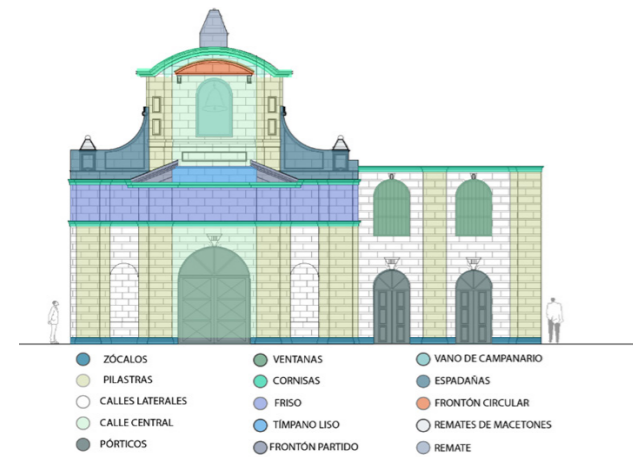 ZÓCALOS
PILASTRAS
CALLES LATERALES
CALLE CENTRAL
PÓRTICOS
VENTANAS
CORNISAS
FRISO
TÍMPANO LISO
FRONTÓN PARTIDO
VANO DE CAMPANARIO
ESPADAÑAS
FRONTÓN CIRCULAR
REMATES DE MACETONES
REMATE